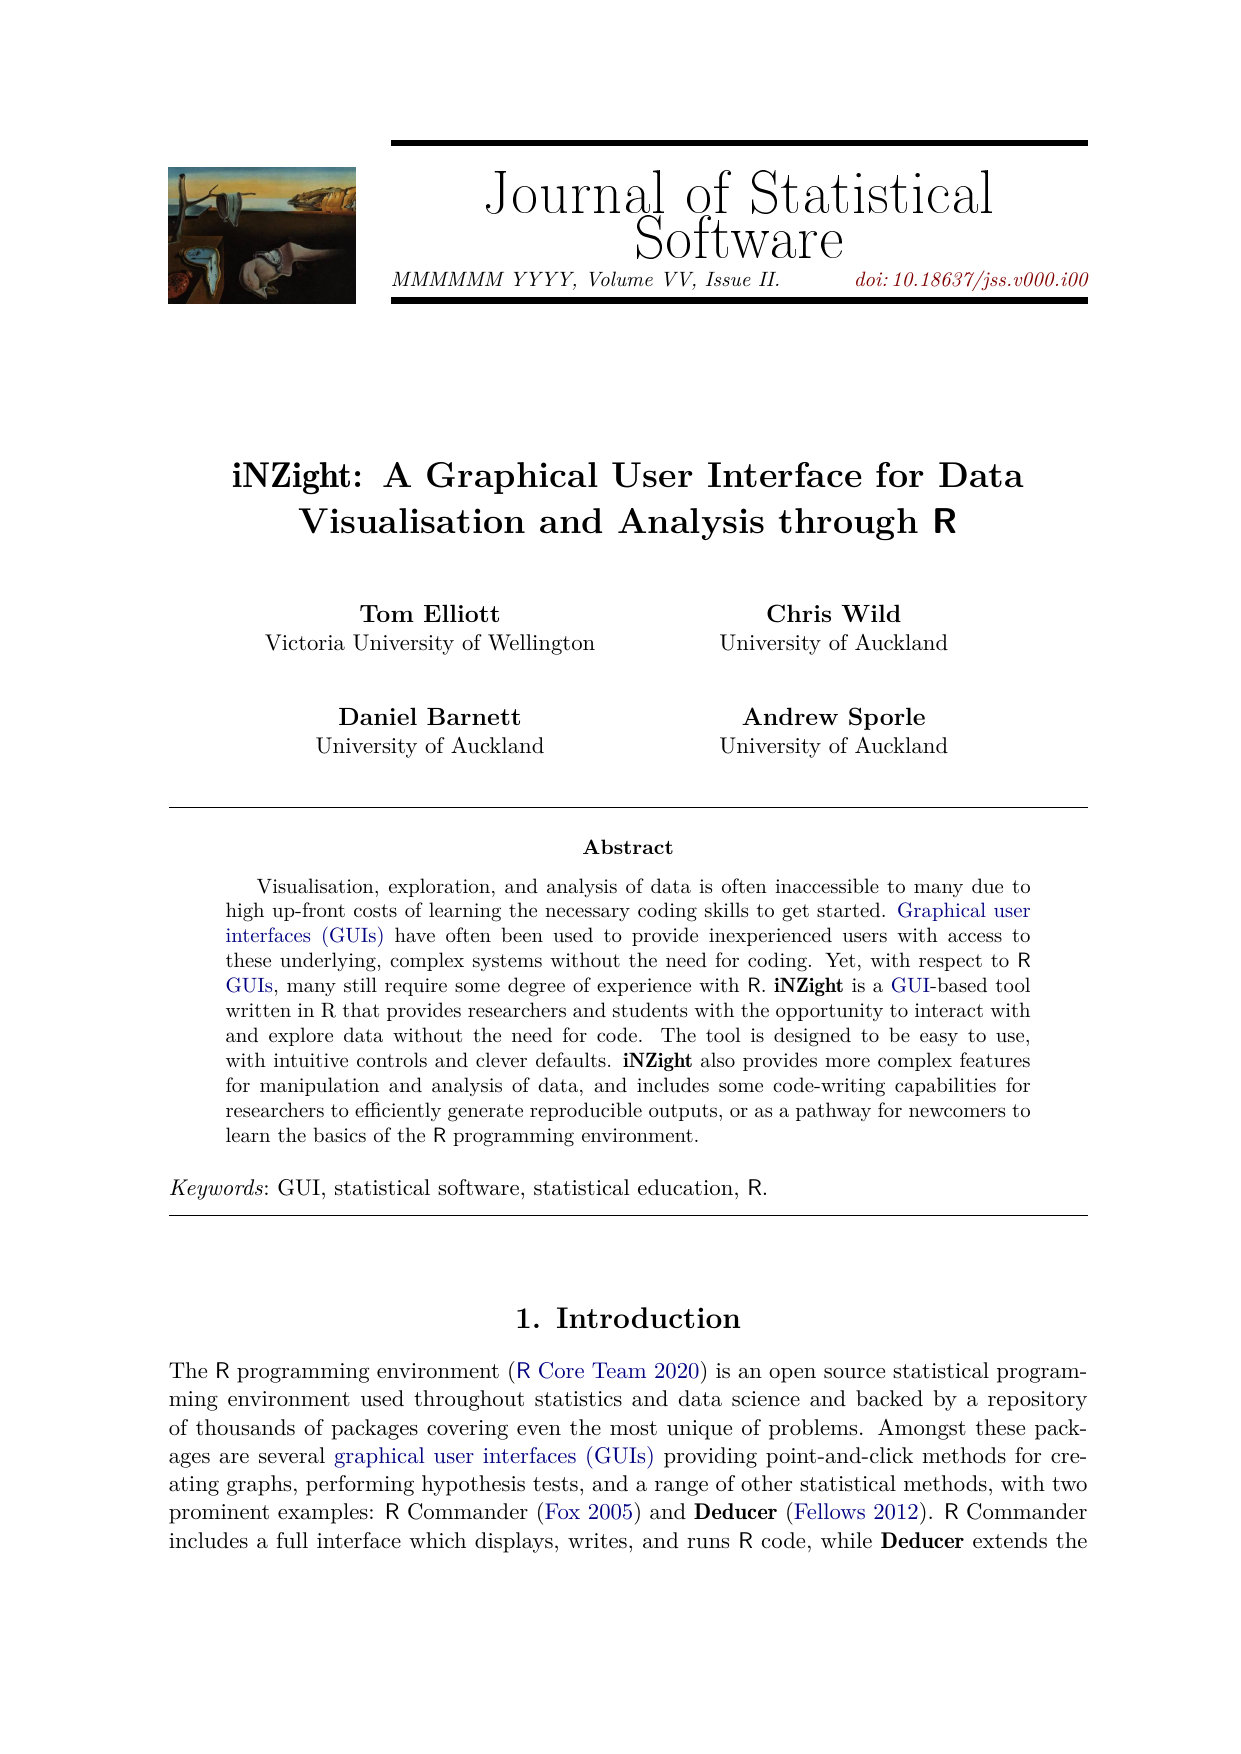 Journal of Statistical
Software
MMMMMM YYYY, Volume VV, Issue II. doi: 10.18637/jss.v000.i00
iNZight: A Graphical User Interface for Data
Visualisation and Analysis through R
Tom Elliott
Victoria University of Wellington
Chris Wild
University of Auckland
Daniel Barnett
University of Auckland
Andrew Sporle
University of Auckland
Abstract
Visualisation, exploration, and analysis of data is often inaccessible to many due to
high up-front costs of learning the necessary coding skills to get started. Graphical user
interfaces (GUIs) have often been used to provide inexperienced users with access to
these underlying, complex systems without the need for coding. Yet, with respect to R
GUIs, many still require some degree of experience with R. iNZight is a GUI-based tool
written in R that provides researchers and students with the opportunity to interact with
and explore data without the need for code. The tool is designed to be easy to use,
with intuitive controls and clever defaults. iNZight also provides more complex features
for manipulation and analysis of data, and includes some code-writing capabilities for
researchers to efficiently generate reproducible outputs, or as a pathway for newcomers to
learn the basics of the R programming environment.
Keywords: GUI, statistical software, statistical education, R.
1. Introduction
The R programming environment (R Core Team 2020) is an open source statistical program-
ming environment used throughout statistics and data science and backed by a repository
of thousands of packages covering even the most unique of problems. Amongst these pack-
ages are several graphical user interfaces (GUIs) providing point-and-click methods for cre-
ating graphs, performing hypothesis tests, and a range of other statistical methods, with two
prominent examples: R Commander (Fox 2005) and Deducer (Fellows 2012). R Commander
includes a full interface which displays, writes, and runs R code, while Deducer extends the